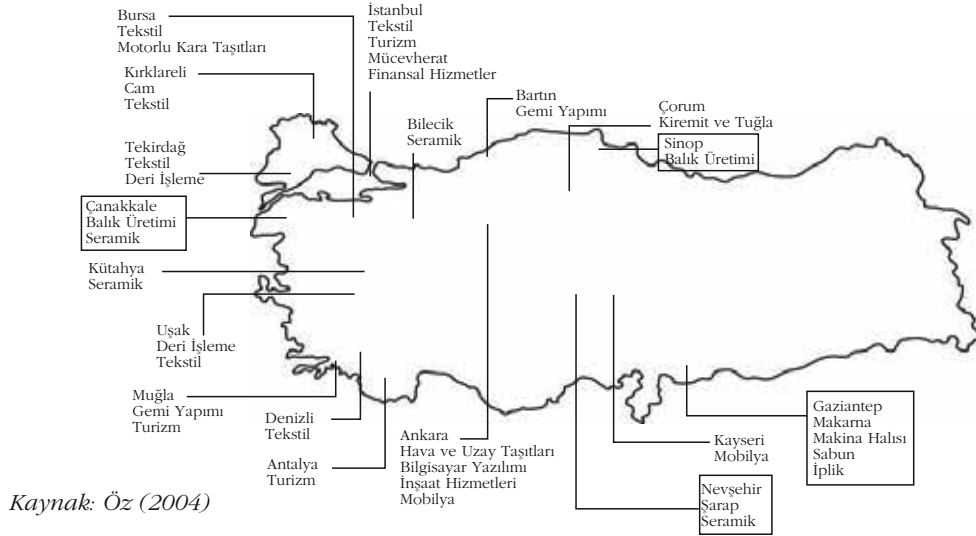 Bursa
Tekstil
Motorlu Kara Taşıtları
İstanbul
Tekstil
Turizm
Mücevherat
Finansal Hizmetler
Kırklareli
Cam
Tekstil
Bartın
Gemi Yapımı
Çorum
Kiremit ve Tuğla
Bilecik
Seramik
Sinop
Balık Üretimi
Tekirdağ
Tekstil
Deri İşleme
Çanakkale
Balık Üretimi
Seramik
Kütahya
Seramik
Uşak
Deri İşleme
Tekstil
Muğla
Gemi Yapımı
Turizm
Denizli
Tekstil
Antalya
Turizm
Ankara
Hava ve Uzay Taşıtları
Bilgisayar Yazılımı
İnşaat Hizmetleri
Mobilya
Kayseri
Mobilya
Gaziantep
Makarna
Makina Halısı
Sabun
İplik
Nevşehir
Şarap
Seramik
Kaynak: Öz (2004)